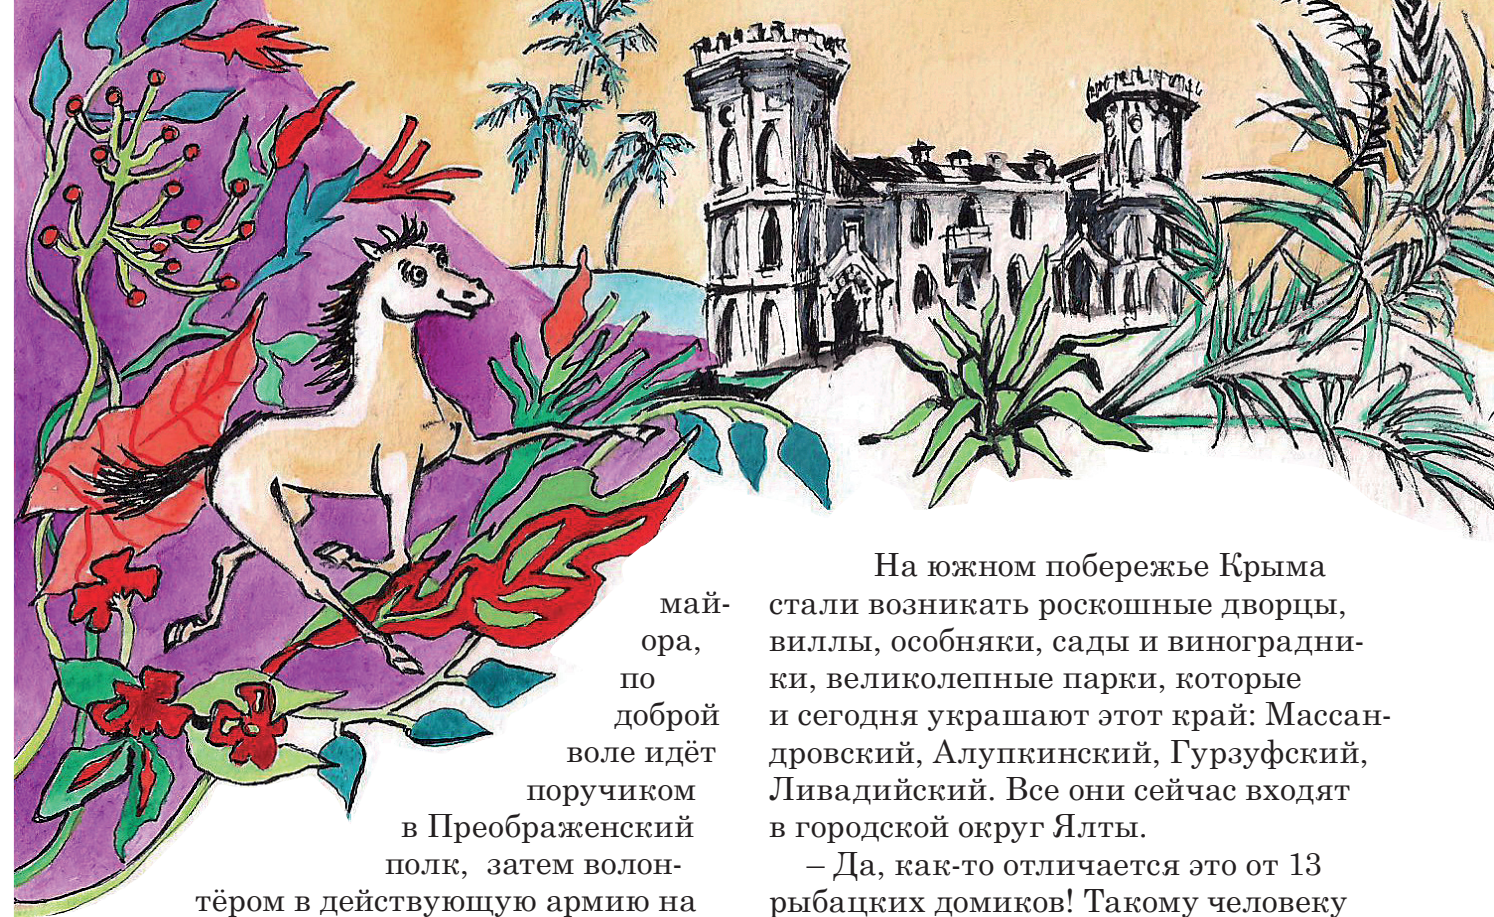 май-
ора,
по
доброй
воле идёт
поручиком
в Преображенский
полк, затем волон-
тёром в действующую армию на
На южном побережье Крыма
стали возникать роскошные дворцы,
виллы, особняки, сады и виноградни-
ки, великолепные парки, которые
и сегодня украшают этот край: Массан-
дровский, Алупкинский, Гурзуфский,
Ливадийский. Все они сейчас входят
в городской округ Ялты.
– Да, как-то отличается это от 13
рыбацких домиков! Такому человеку